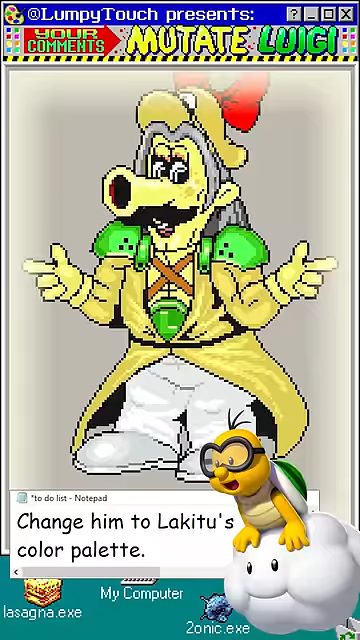 @LumpyTouch presents:
YOUR COMMENTS MUTATE LUIGI
*to do list - Notepad
Change him to Lakitu's
color palette.
My Computer
lasagna.exe
2onic.exe